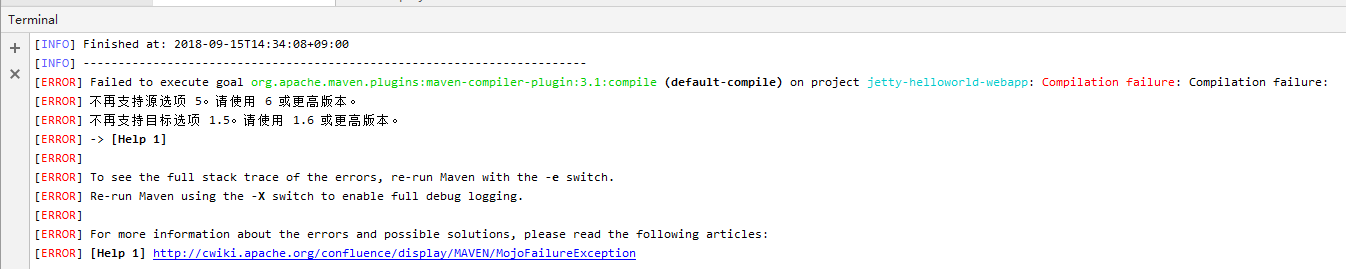 Terminal
[INFO] Finished at: 2018-09-15T14:34:08+09:00
[INFO] ------------------------------------------------------------------------
[ERROR] Failed to execute goal org.apache.maven.plugins:maven-compiler-plugin:3.1:compile (default-compile) on project jetty-helloworld-webapp: Compilation failure: Compilation failure:
[ERROR] 不再支持源选项 5。请使用 6 或更高版本。
[ERROR] 不再支持目标选项 1.5。请使用 1.6 或更高版本。
[ERROR] -> [Help 1]
[ERROR]
[ERROR] To see the full stack trace of the errors, re-run Maven with the -e switch.
[ERROR] Re-run Maven using the -X switch to enable full debug logging.
[ERROR]
[ERROR] For more information about the errors and possible solutions, please read the following articles:
[ERROR] [Help 1] http://cwiki.apache.org/confluence/display/MAVEN/MojoFailureException